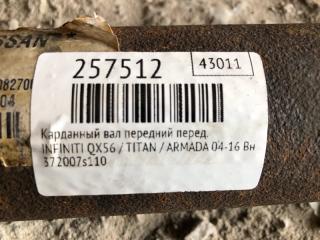 257512
43011
Карданный вал передний перед.
INFINITI QX56 / TITAN / ARMADA 04-16 Вн
372007s110